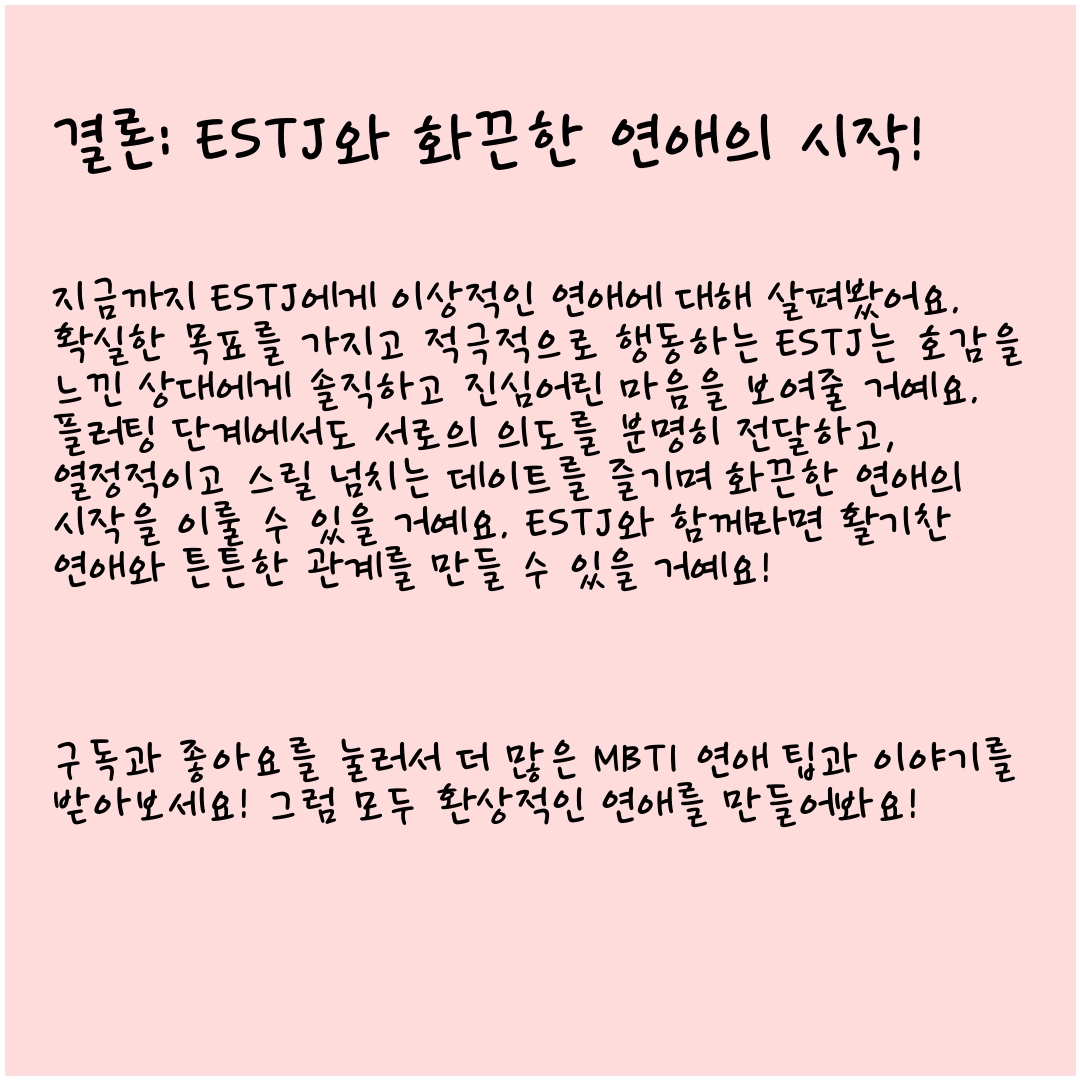 결론: ESTJ와 화끈한 연애의 시작!
지금까지 ESTJ에게 이상적인 연애에 대해 살펴봤어요.
확실한 목표를 가지고 적극적으로 행동하는 ESTJ는 호감을
느낀 상대에게 솔직하고 진심어린 마음을 보여줄 거예요.
플러팅 단계에서도 서로의 의도를 분명히 전달하고,
열정적이고 스릴 넘치는 데이트를 즐기며 화끈한 연애의
시작을 이룰 수 있을 거예요. ESTJ와 함께라면 활기찬
연애와 튼튼한 관계를 만들 수 있을 거예요!
구독과 좋아요를 눌러서 더 많은 MBTI 연애 팁과 이야기를
받아보세요! 그럼 모두 환상적인 연애를 만들어봐요!